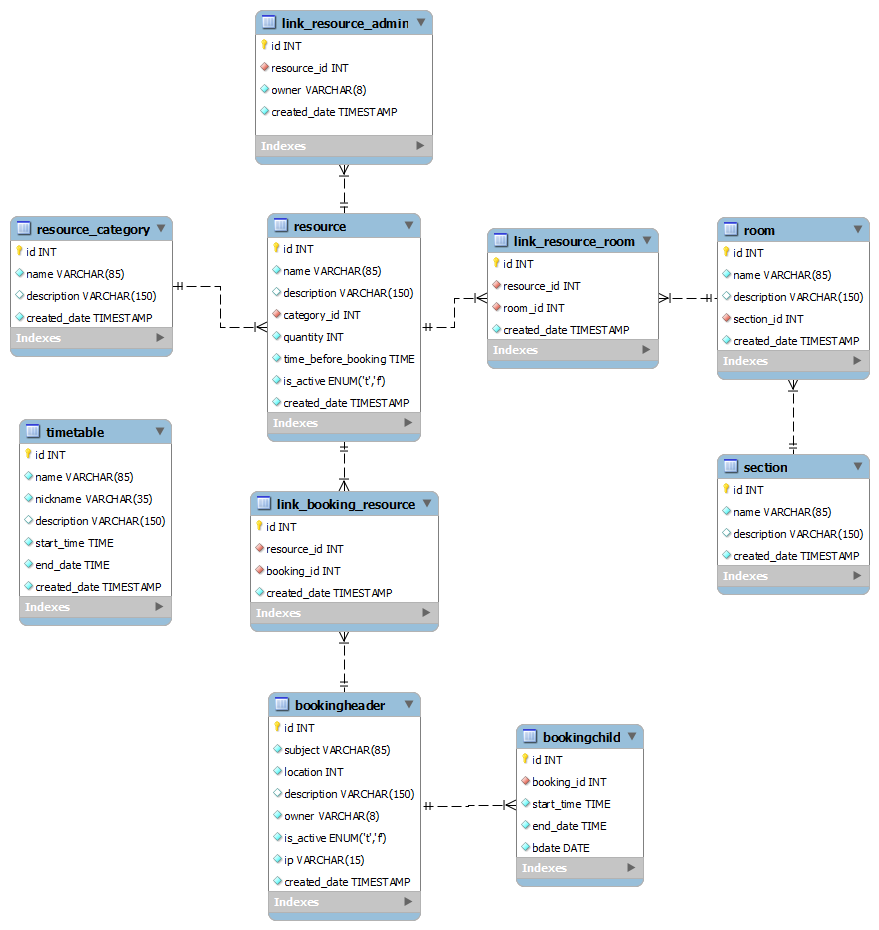 link_resource_admin
id INT
resource_id INT
owner VARCHAR(8)
created_date TIMESTAMP
Indexes
resource_category
id INT
name VARCHAR(85)
description VARCHAR(150)
created_date TIMESTAMP
Indexes
resource
id INT
name VARCHAR(85)
description VARCHAR(150)
category_id INT
quantity INT
time_before_booking TIME
is_active ENUM('t','f')
created_date TIMESTAMP
Indexes
link_resource_room
id INT
resource_id INT
room_id INT
created_date TIMESTAMP
Indexes
room
id INT
name VARCHAR(85)
description VARCHAR(150)
section_id INT
created_date TIMESTAMP
Indexes
timetable
id INT
name VARCHAR(85)
nickname VARCHAR(35)
description VARCHAR(150)
start_time TIME
end_date TIME
created_date TIMESTAMP
Indexes
link_booking_resource
id INT
resource_id INT
booking_id INT
created_date TIMESTAMP
Indexes
section
id INT
name VARCHAR(85)
description VARCHAR(150)
created_date TIMESTAMP
Indexes
bookingheader
id INT
subject VARCHAR(85)
location INT
description VARCHAR(150)
owner VARCHAR(8)
is_active ENUM('t','f')
ip VARCHAR(15)
created_date TIMESTAMP
Indexes
bookingchild
id INT
booking_id INT
start_time TIME
end_date TIME
bdate DATE
Indexes